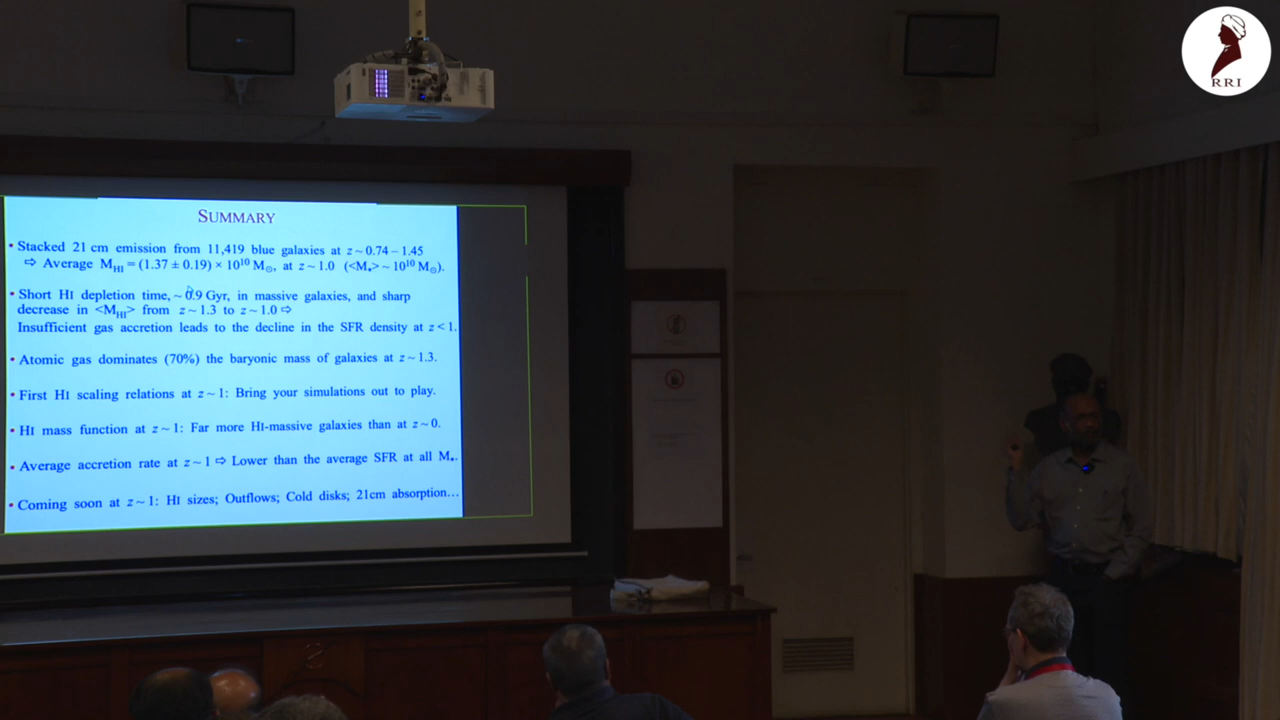 SUMMARY
• Stacked 21 cm emission from 11,419 blue galaxies at z ~ 0.74 – 1.45
⇨ Average M_HI = (1.37 ± 0.19) × 10^10 M_⊙, at z ~ 1.0 (<M_*> ~ 10^10 M_⊙).
• Short HI depletion time, ~ 0.9 Gyr, in massive galaxies, and sharp
decrease in <M_HI> from z ~ 1.3 to z ~ 1.0 ⇨
Insufficient gas accretion leads to the decline in the SFR density at z < 1.
• Atomic gas dominates (70%) the baryonic mass of galaxies at z ~ 1.3.
• First HI scaling relations at z ~ 1: Bring your simulations out to play.
• HI mass function at z ~ 1: Far more HI-massive galaxies than at z ~ 0.
• Average accretion rate at z ~ 1 ⇨ Lower than the average SFR at all M_*.
• Coming soon at z ~ 1: HI sizes; Outflows; Cold disks; 21cm absorption…
RRI